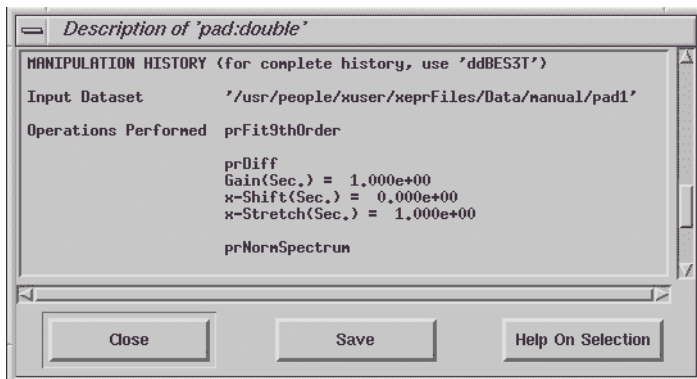 Description of 'pad:double'
MANIPULATION HISTORY (for complete history, use 'ddBES3T')
Input Dataset '/usr/people/xuser/xeprFiles/Data/manual/pad1'
Operations Performed prFit9thOrder
prDiff
Gain(Sec.) = 1.000e+00
x-Shift(Sec.) = 0.000e+00
x-Stretch(Sec.) = 1.000e+00
prNormSpectrum
Close Save Help On Selection